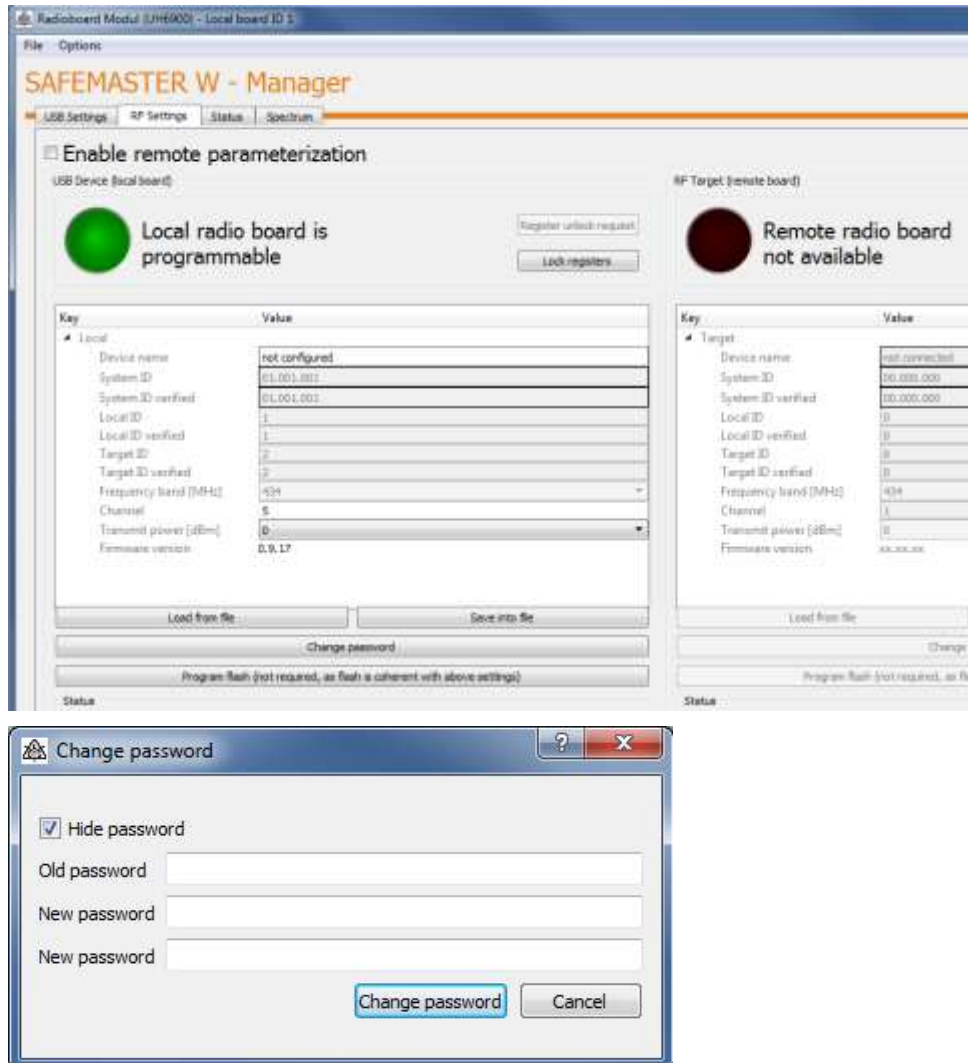 Radioboard Modul (UH6900) - Local board ID 1
File Options
SAFEMASTER W - Manager
USB Settings RF Settings Status Spectrum
Enable remote parameterization
USB Device (local board) RF Target (remote board)
Local radio board is
programmable
Register unlock request
Lock registers
Remote radio board
not available
Key Value Key Value
Local Target
Device name not configured Device name not connected
System ID 01.001.001 System ID 00.000.000
System ID verified 01.001.001 System ID verified 00.000.000
Local ID 1 Local ID 0
Local ID verified 1 Local ID verified 0
Target ID 2 Target ID 0
Target ID verified 2 Target ID verified 0
Frequency band [MHz] 434 Frequency band [MHz] 434
Channel 5 Channel 1
Transmit power [dBm] 0 Transmit power [dBm] 0
Firmware version 0.9.17 Firmware version xx.xx.xx
Load from file Save into file Load from file
Change password Change
Program flash (not required, as flash is coherent with above settings) Program flash (not required, as fl
Status Status
Change password
Hide password
Old password
New password
New password
Change password Cancel